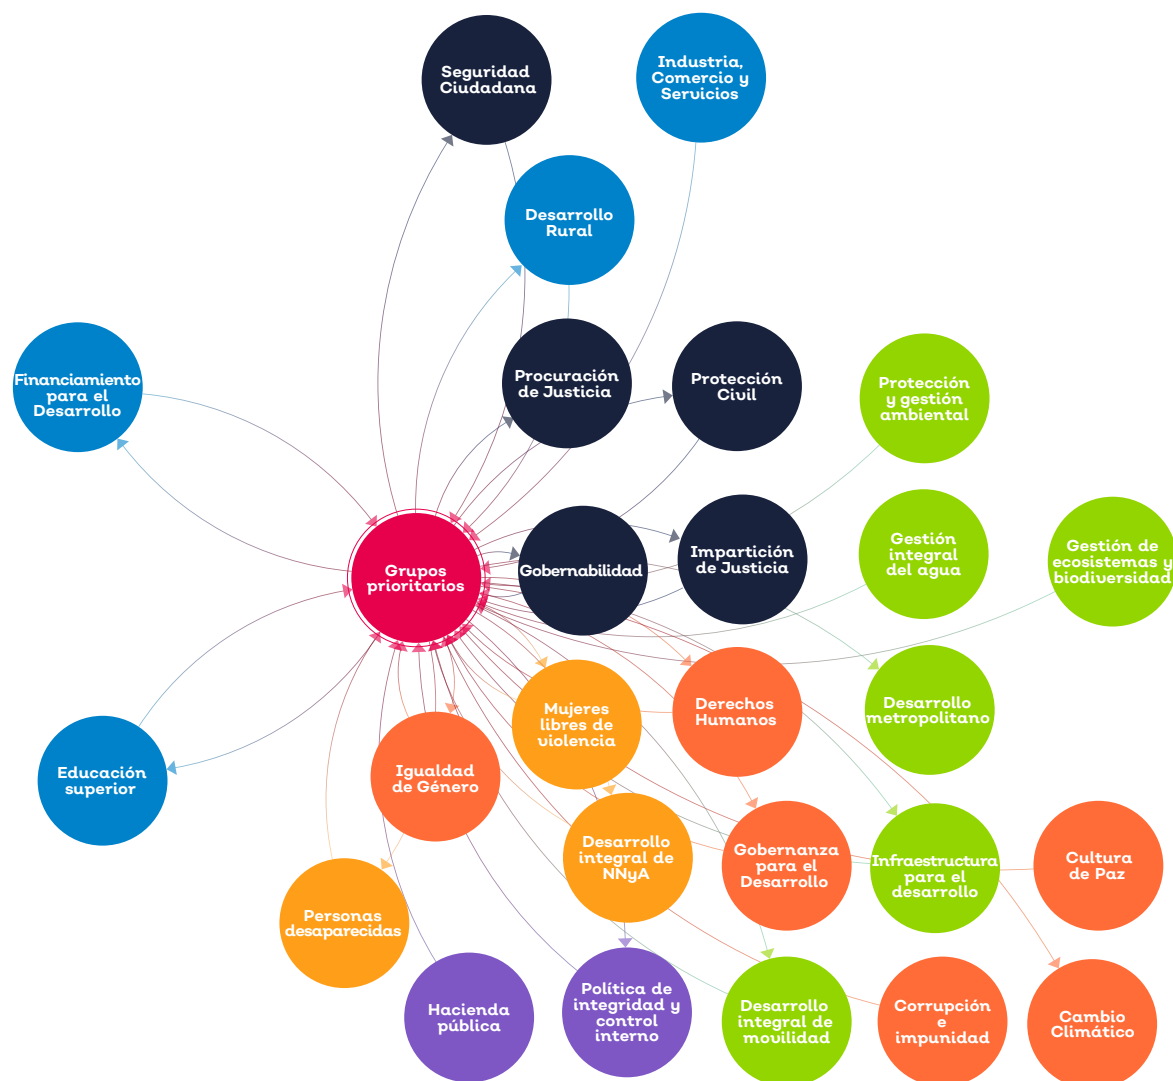 Seguridad
Ciudadana
Industria,
Comercio y
Servicios
Desarrollo
Rural
Financiamiento
para el
Desarrollo
Procuración
de Justicia
Protección
Civil
Protección
y gestión
ambiental
Grupos
prioritarios
Gobernabilidad
Impartición
de Justicia
Gestión
integral
del agua
Gestión de
ecosistemas y
biodiversidad
Mujeres
libres de
violencia
Derechos
Humanos
Desarrollo
metropolitano
Educación
superior
Igualdad
de Género
Desarrollo
integral de
NNyA
Gobernanza
para el
Desarrollo
Infraestructura
para el
desarrollo
Cultura
de Paz
Personas
desaparecidas
Hacienda
pública
Política de
integridad y
control
interno
Desarrollo
integral de
movilidad
Corrupción
e
impunidad
Cambio
Climático